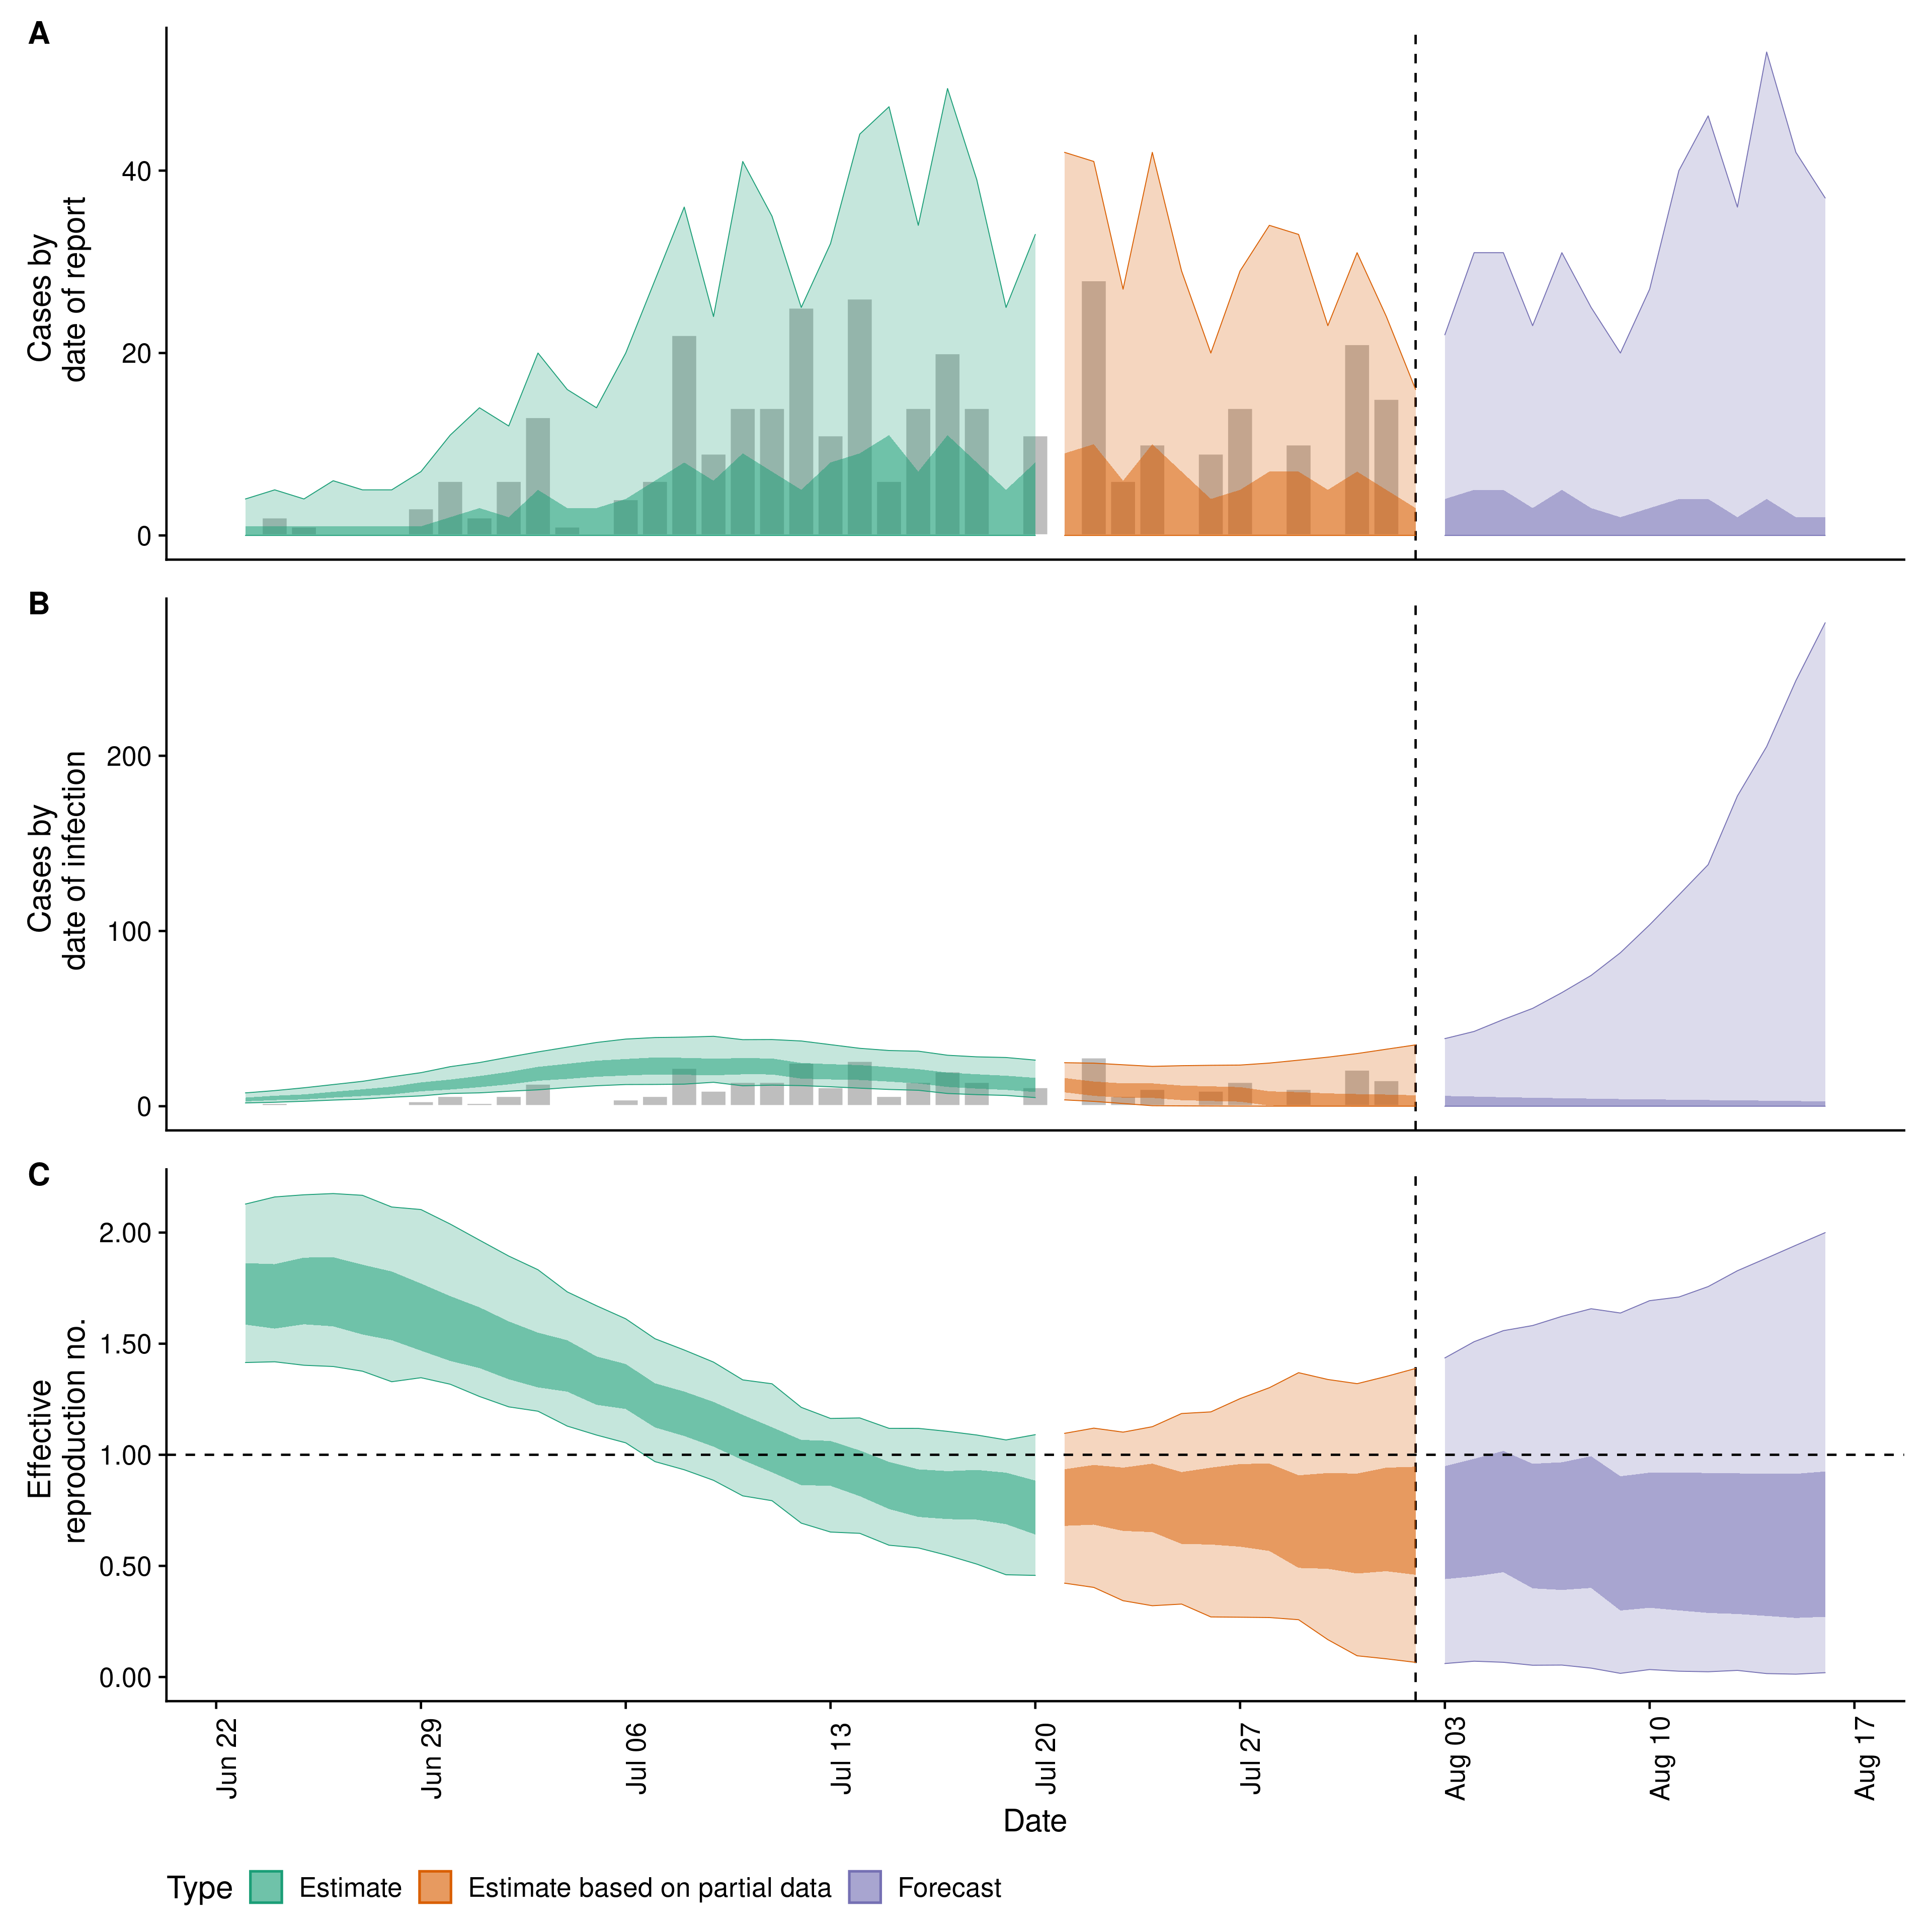 A
Cases by
date of report
40
20
0
B
Cases by
date of infection
200
100
0
C
Effective
reproduction no.
2.00
1.50
1.00
0.50
0.00
Jun 22
Jun 29
Jul 06
Jul 13
Jul 20
Jul 27
Aug 03
Aug 10
Aug 17
Date
Type Estimate Estimate based on partial data Forecast